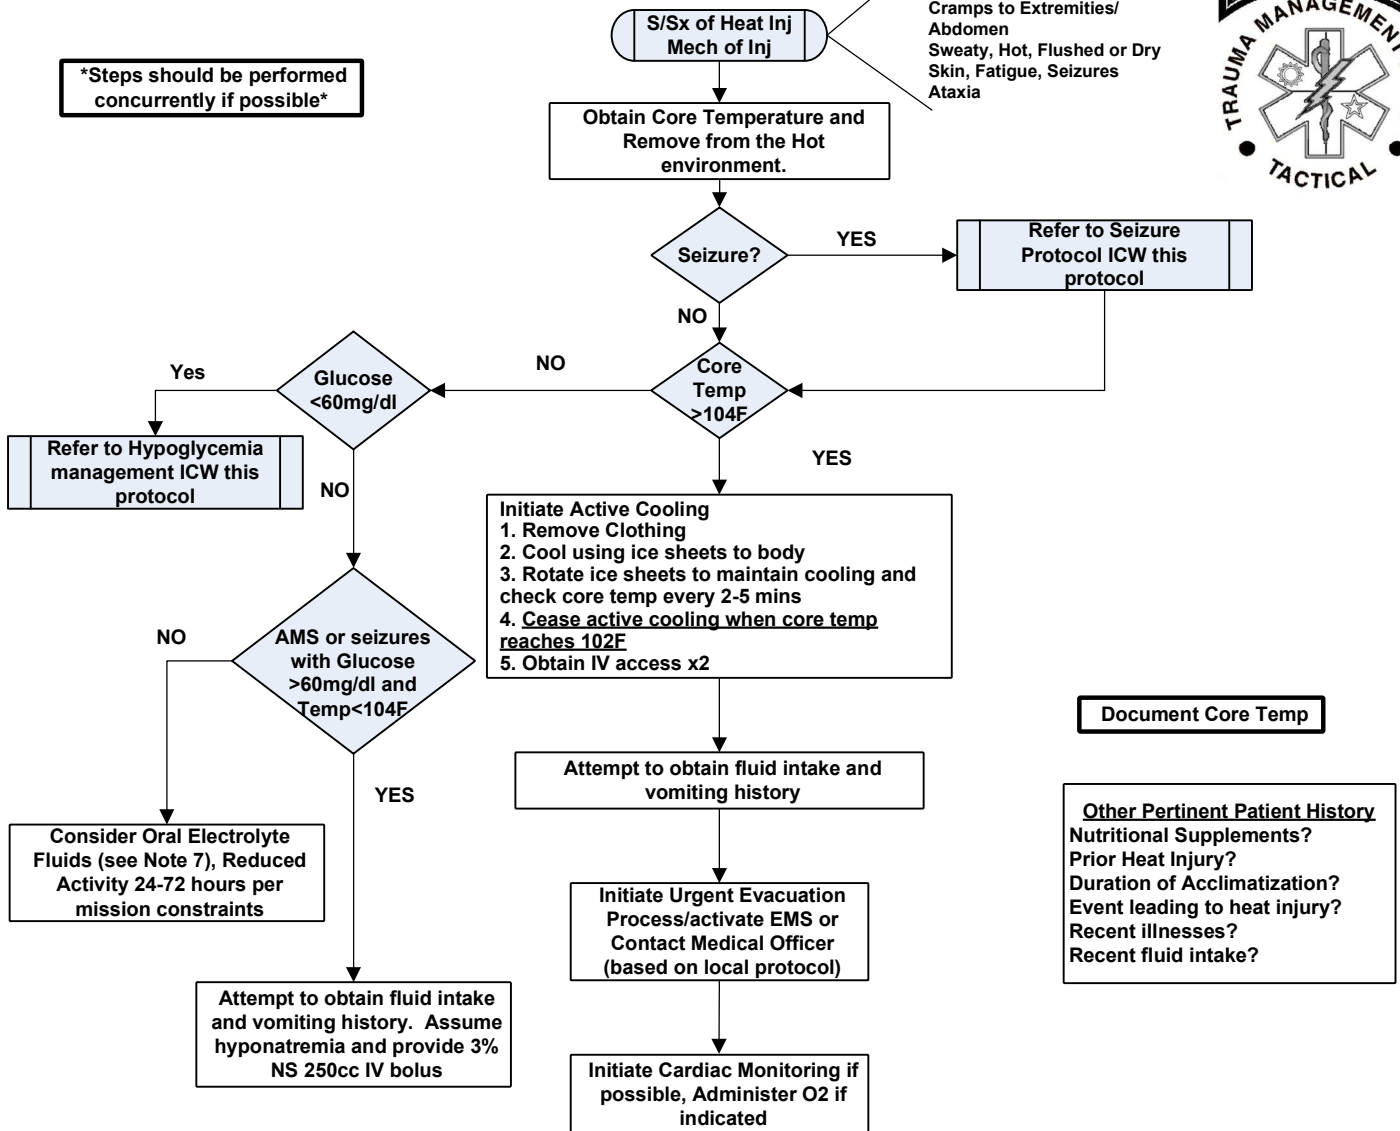 Cramps to Extremities/
Abdomen
Sweaty, Hot, Flushed or Dry
Skin, Fatigue, Seizures
Ataxia
S/Sx of Heat Inj
Mech of Inj
TRAUMA MANAGEMENT
TACTICAL
*Steps should be performed
concurrently if possible*
Obtain Core Temperature and
Remove from the Hot
environment.
Seizure?
YES
Refer to Seizure
Protocol ICW this
protocol
NO
Core
Temp
>104F
NO
Glucose
<60mg/dl
Yes
Refer to Hypoglycemia
management ICW this
protocol
NO
YES
Initiate Active Cooling
1. Remove Clothing
2. Cool using ice sheets to body
3. Rotate ice sheets to maintain cooling and
check core temp every 2-5 mins
4. Cease active cooling when core temp
reaches 102F
5. Obtain IV access x2
AMS or seizures
with Glucose
>60mg/dl and
Temp<104F
NO
YES
Consider Oral Electrolyte
Fluids (see Note 7), Reduced
Activity 24-72 hours per
mission constraints
Attempt to obtain fluid intake
and vomiting history. Assume
hyponatremia and provide 3%
NS 250cc IV bolus
Attempt to obtain fluid intake and
vomiting history
Initiate Urgent Evacuation
Process/activate EMS or
Contact Medical Officer
(based on local protocol)
Initiate Cardiac Monitoring if
possible, Administer O2 if
indicated
Document Core Temp
Other Pertinent Patient History
Nutritional Supplements?
Prior Heat Injury?
Duration of Acclimatization?
Event leading to heat injury?
Recent illnesses?
Recent fluid intake?